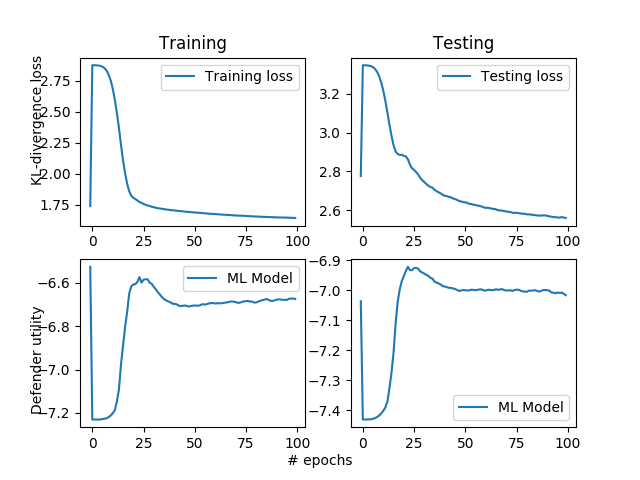 Training
Testing
KL-divergence loss
2.75
2.50
2.25
2.00
1.75
Training loss
0 25 50 75 100
3.2
3.0
2.8
2.6
Testing loss
0 25 50 75 100
Defender utility
−6.6
−6.8
−7.0
−7.2
ML Model
0 25 50 75 100
−6.9
−7.0
−7.1
−7.2
−7.3
−7.4
ML Model
0 25 50 75 100
# epochs